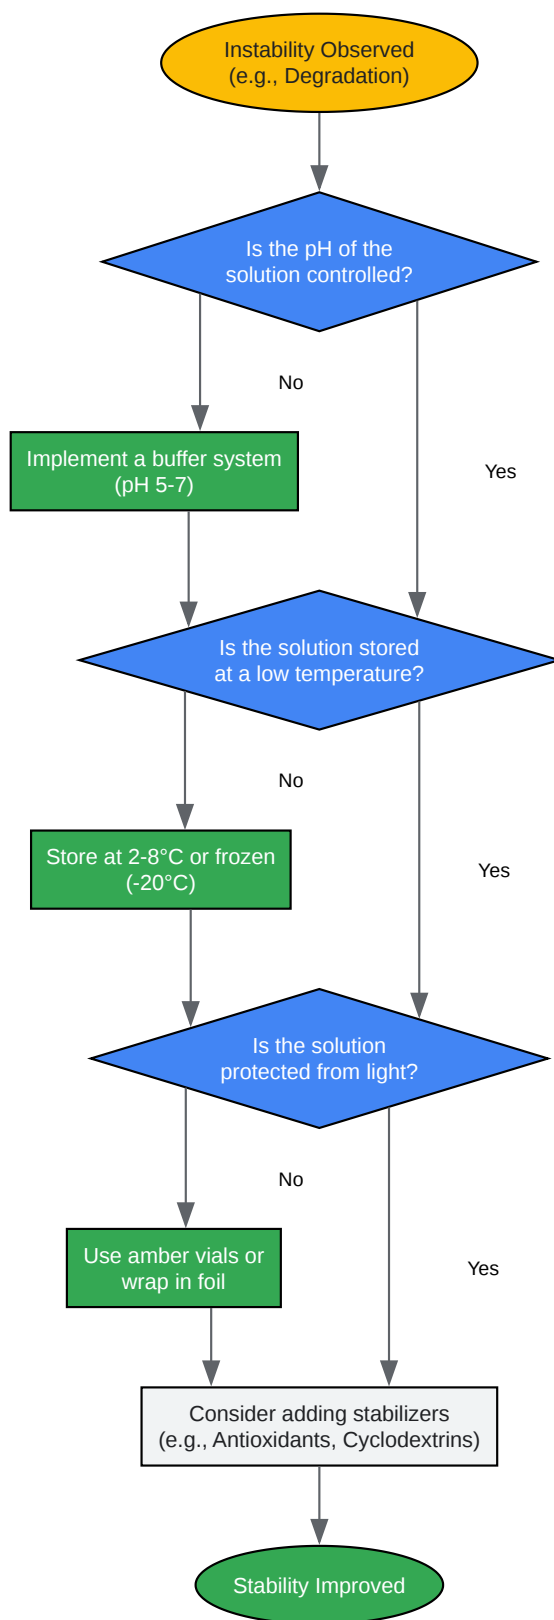 Instability Observed
(e.g., Degradation)
Is the pH of the
solution controlled?
No
Implement a buffer system
(pH 5-7)
Yes
Is the solution stored
at a low temperature?
No
Store at 2-8°C or frozen
(-20°C)
Yes
Is the solution
protected from light?
No
Use amber vials or
wrap in foil
Yes
Consider adding stabilizers
(e.g., Antioxidants, Cyclodextrins)
Stability Improved